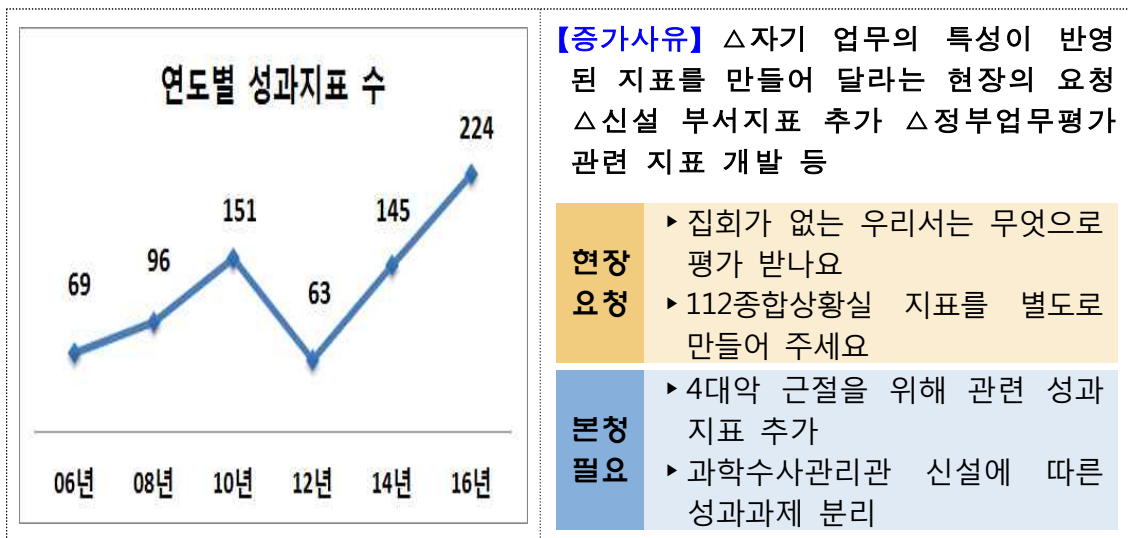 연도별 성과지표 수
224
151
145
96
69
63
06년 08년 10년 12년 14년 16년
【증가사유】 △자기 업무의 특성이 반영
된 지표를 만들어 달라는 현장의 요청
△신설 부서지표 추가 △정부업무평가
관련 지표 개발 등
현장
요청
▸집회가 없는 우리서는 무엇으로
평가 받나요
▸112종합상황실 지표를 별도로
만들어 주세요
본청
필요
▸4대악 근절을 위해 관련 성과
지표 추가
▸과학수사관리관 신설에 따른
성과과제 분리